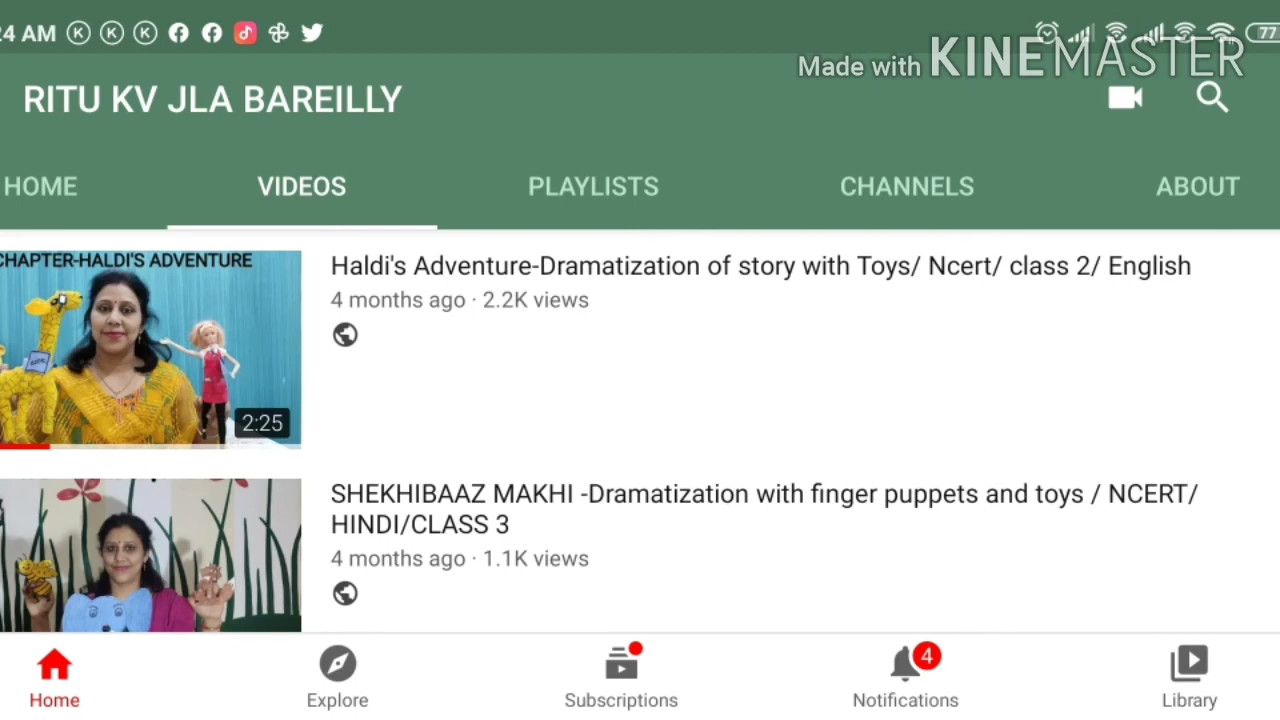 24 AM
77
Made with KINEMASTER
RITU KV JLA BAREILLY
HOME VIDEOS PLAYLISTS CHANNELS ABOUT
CHAPTER-HALDI'S ADVENTURE
2:25
Haldi's Adventure-Dramatization of story with Toys/ Ncert/ class 2/ English
4 months ago · 2.2K views
SHEKHIBAAZ MAKHI -Dramatization with finger puppets and toys / NCERT/
HINDI/CLASS 3
4 months ago · 1.1K views
4
Home Explore Subscriptions Notifications Library